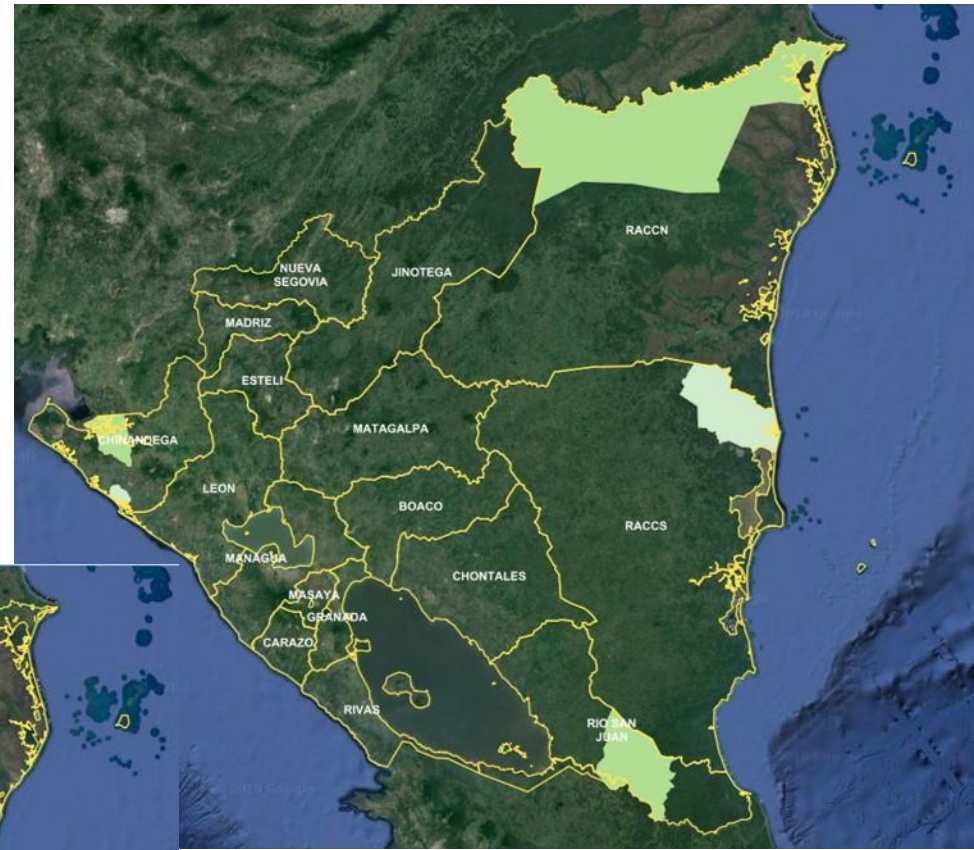 RACCN
NUEVA
SEGOVIA
JINOTEGA
MADRIZ
ESTELI
MATAGALPA
CHINANDEGA
LEON
BOACO
RACCS
MANAGUA
CHONTALES
MASAYA
GRANADA
CARAZO
RIVAS
RIO SAN
JUAN